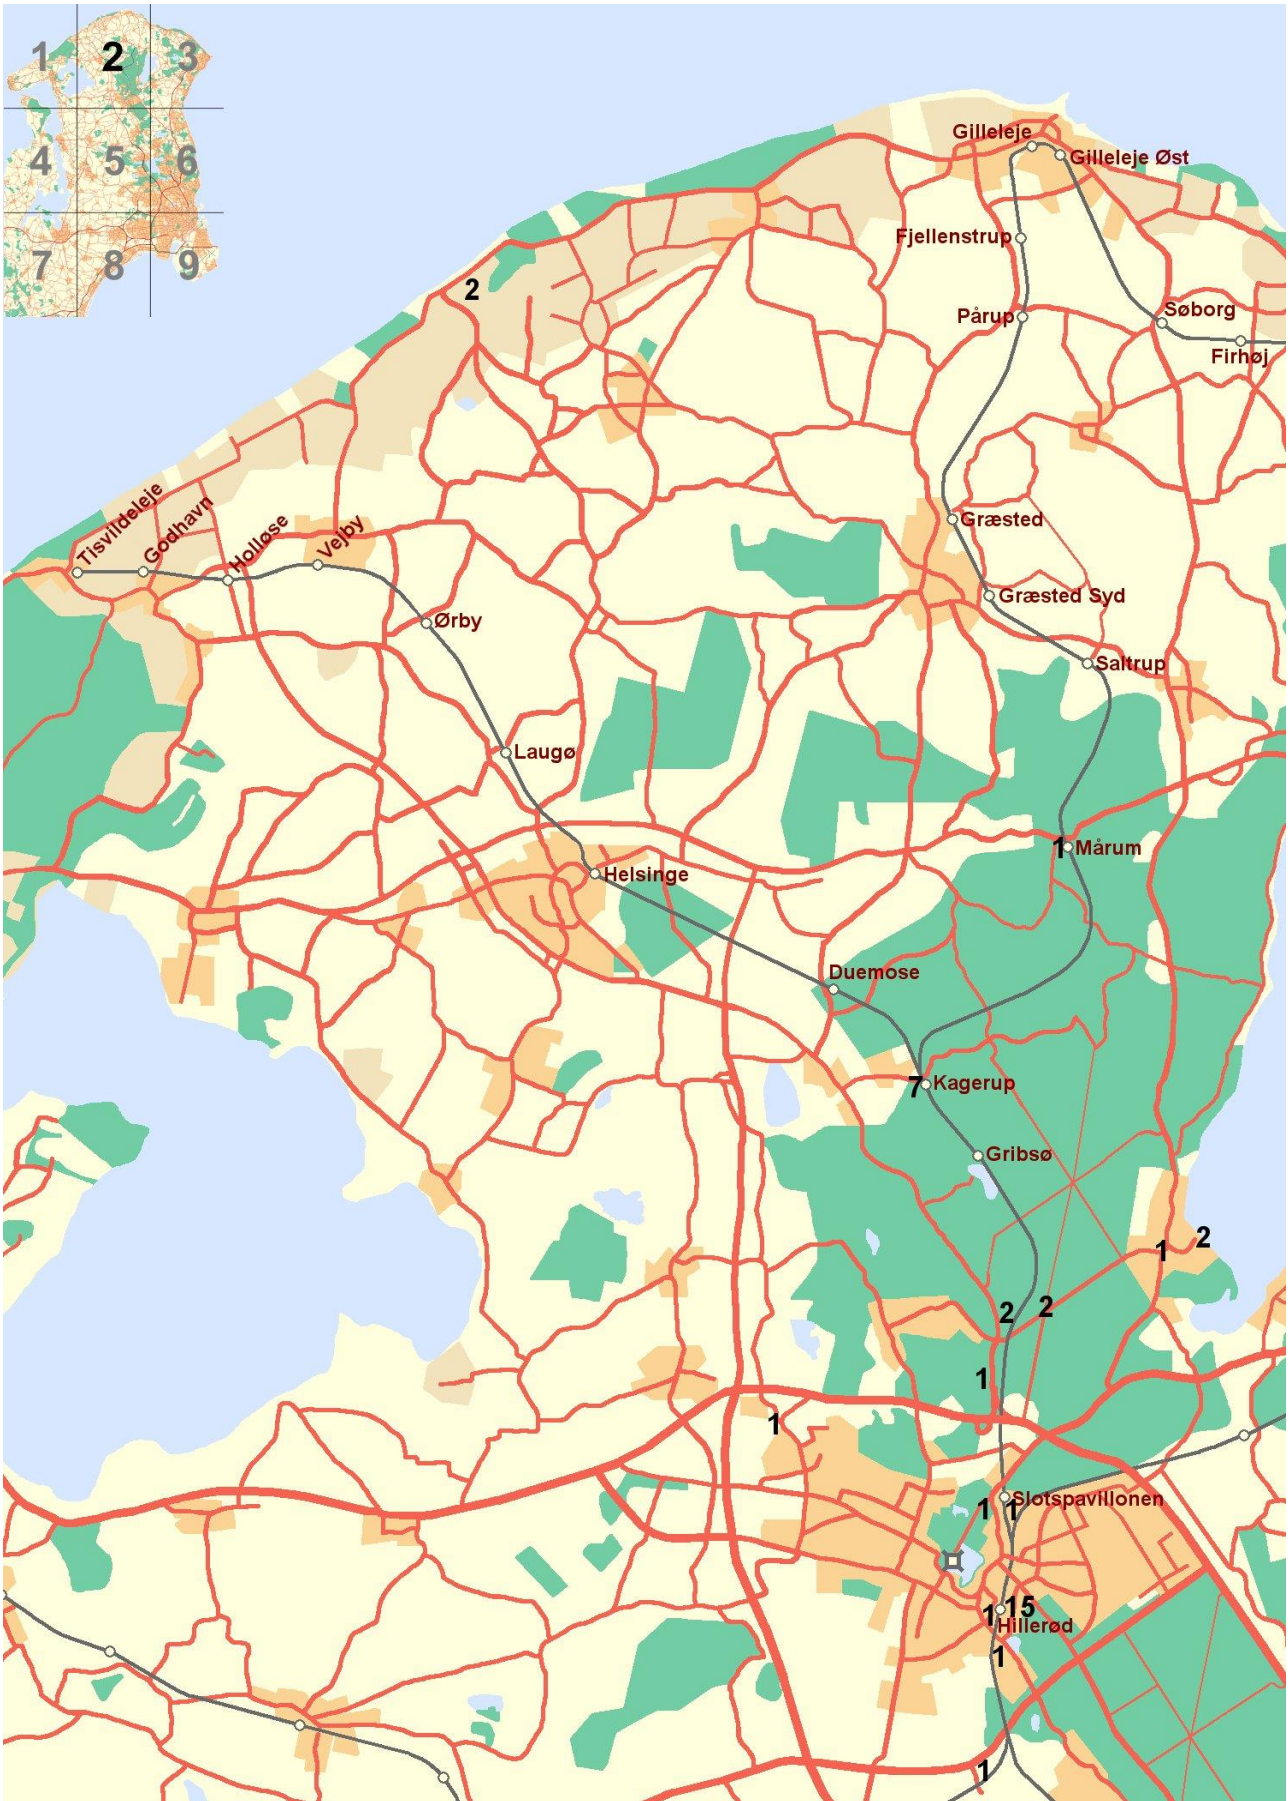 1 2 3
4 5 6
7 8 9
Gilleleje
Gilleleje Øst
Fjellenstrup
2
Pårup
Søborg
Firhøj
Tisvildeleje
Godhavn
Holløse
Vejby
Græsted
Græsted Syd
Ørby
Saltrup
Laugø
1 Mårum
Helsinge
Duemose
7 Kagerup
Gribsø
1 2
2 2
1
1
1 1 Slotspavillonen
1 15
Hillerød
1
1